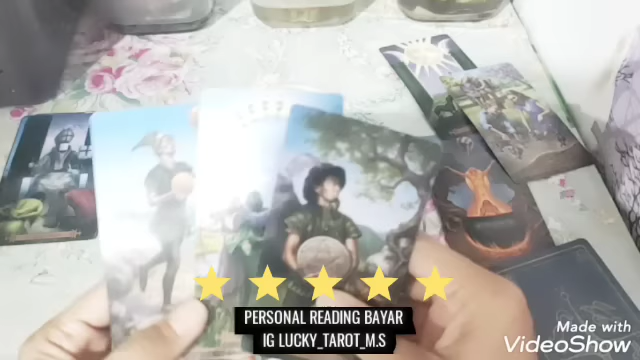 PERSONAL READING BAYAR
IG LUCKY_TAROT_M.S
Made with
VideoShow